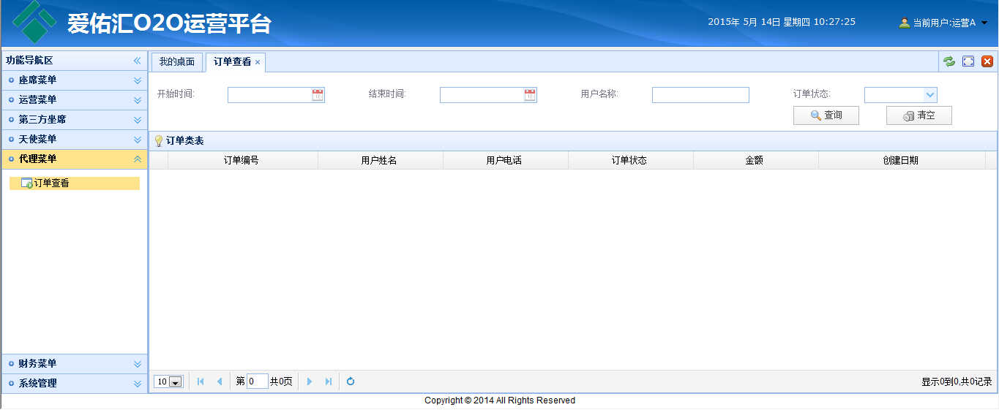 爱佑汇O2O运营平台
2015年 5月 14日 星期四 10:27:25
当前用户:运营A
功能导航区
座席菜单
运营菜单
第三方坐席
天使菜单
代理菜单
订单查看
财务菜单
系统管理
我的桌面 订单查看
开始时间: 结束时间: 用户名称: 订单状态:
查询 清空
订单类表
订单编号 用户姓名 用户电话 订单状态 金额 创建日期
10 第 0 共0页 显示0到0,共0记录
Copyright © 2014 All Rights Reserved